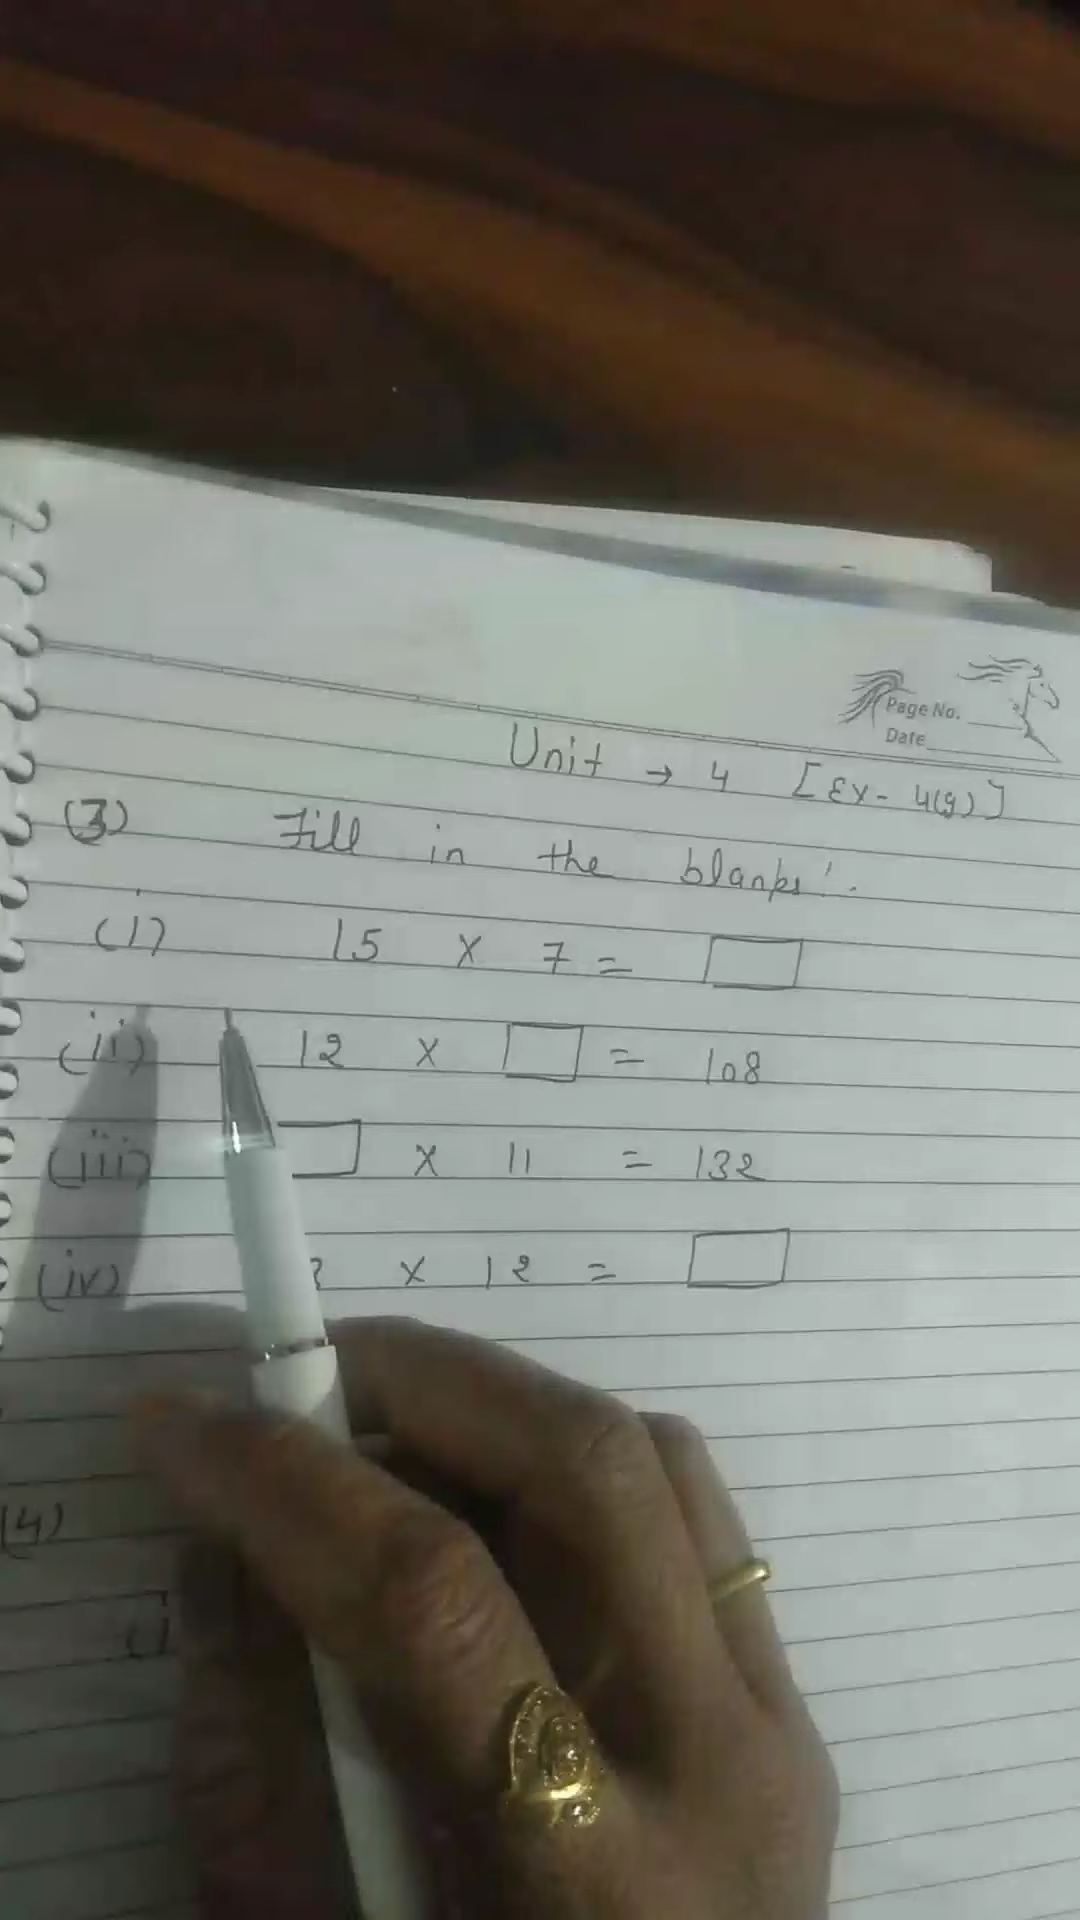 Page No.
Date
Unit → 4 [Ex- 4(g)]
(3) Fill in the blanks:.
(i) 15 x 7 = 
(ii) 12 x = 108
(iii) x 11 = 132
(iv) x 12 =
(4)